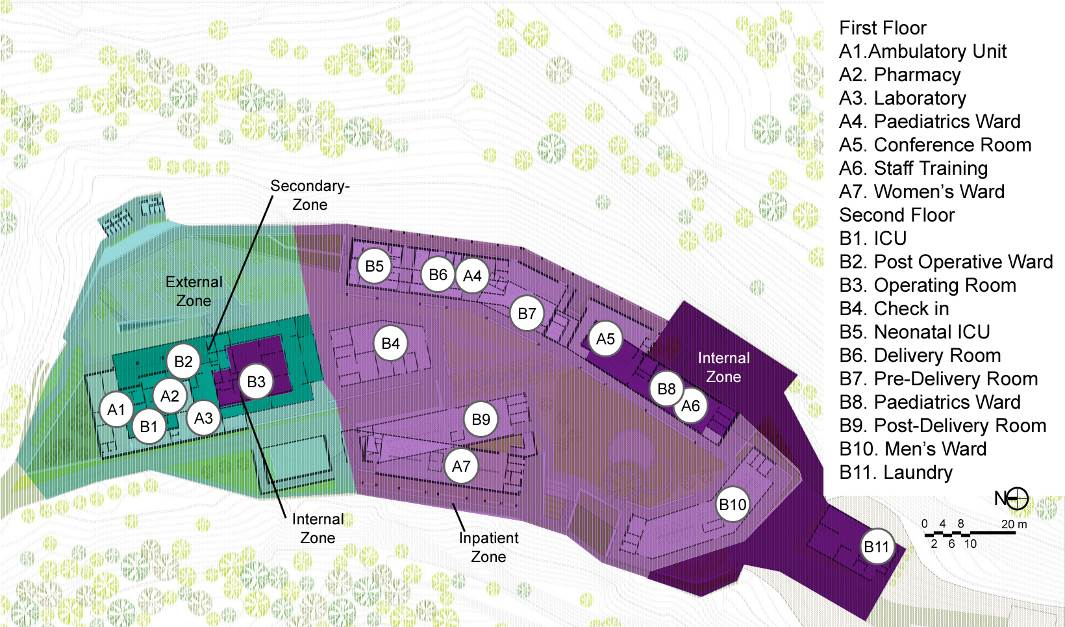 First Floor
A1.Ambulatory Unit
A2. Pharmacy
A3. Laboratory
A4. Paediatrics Ward
A5. Conference Room
A6. Staff Training
A7. Women's Ward
Second Floor
B1. ICU
B2. Post Operative Ward
B3. Operating Room
B4. Check in
B5. Neonatal ICU
B6. Delivery Room
B7. Pre-Delivery Room
B8. Paediatrics Ward
B9. Post-Delivery Room
B10. Men's Ward
B11. Laundry
Secondary-
Zone
External
Zone
B5
B6
A4
B7
A5
B4
Internal
Zone
B2
B3
B8
A6
A1
A2
A3
B1
B9
A7
B10
B11
Internal
Zone
Inpatient
Zone
N
0 4 8 20 m
2 6 10